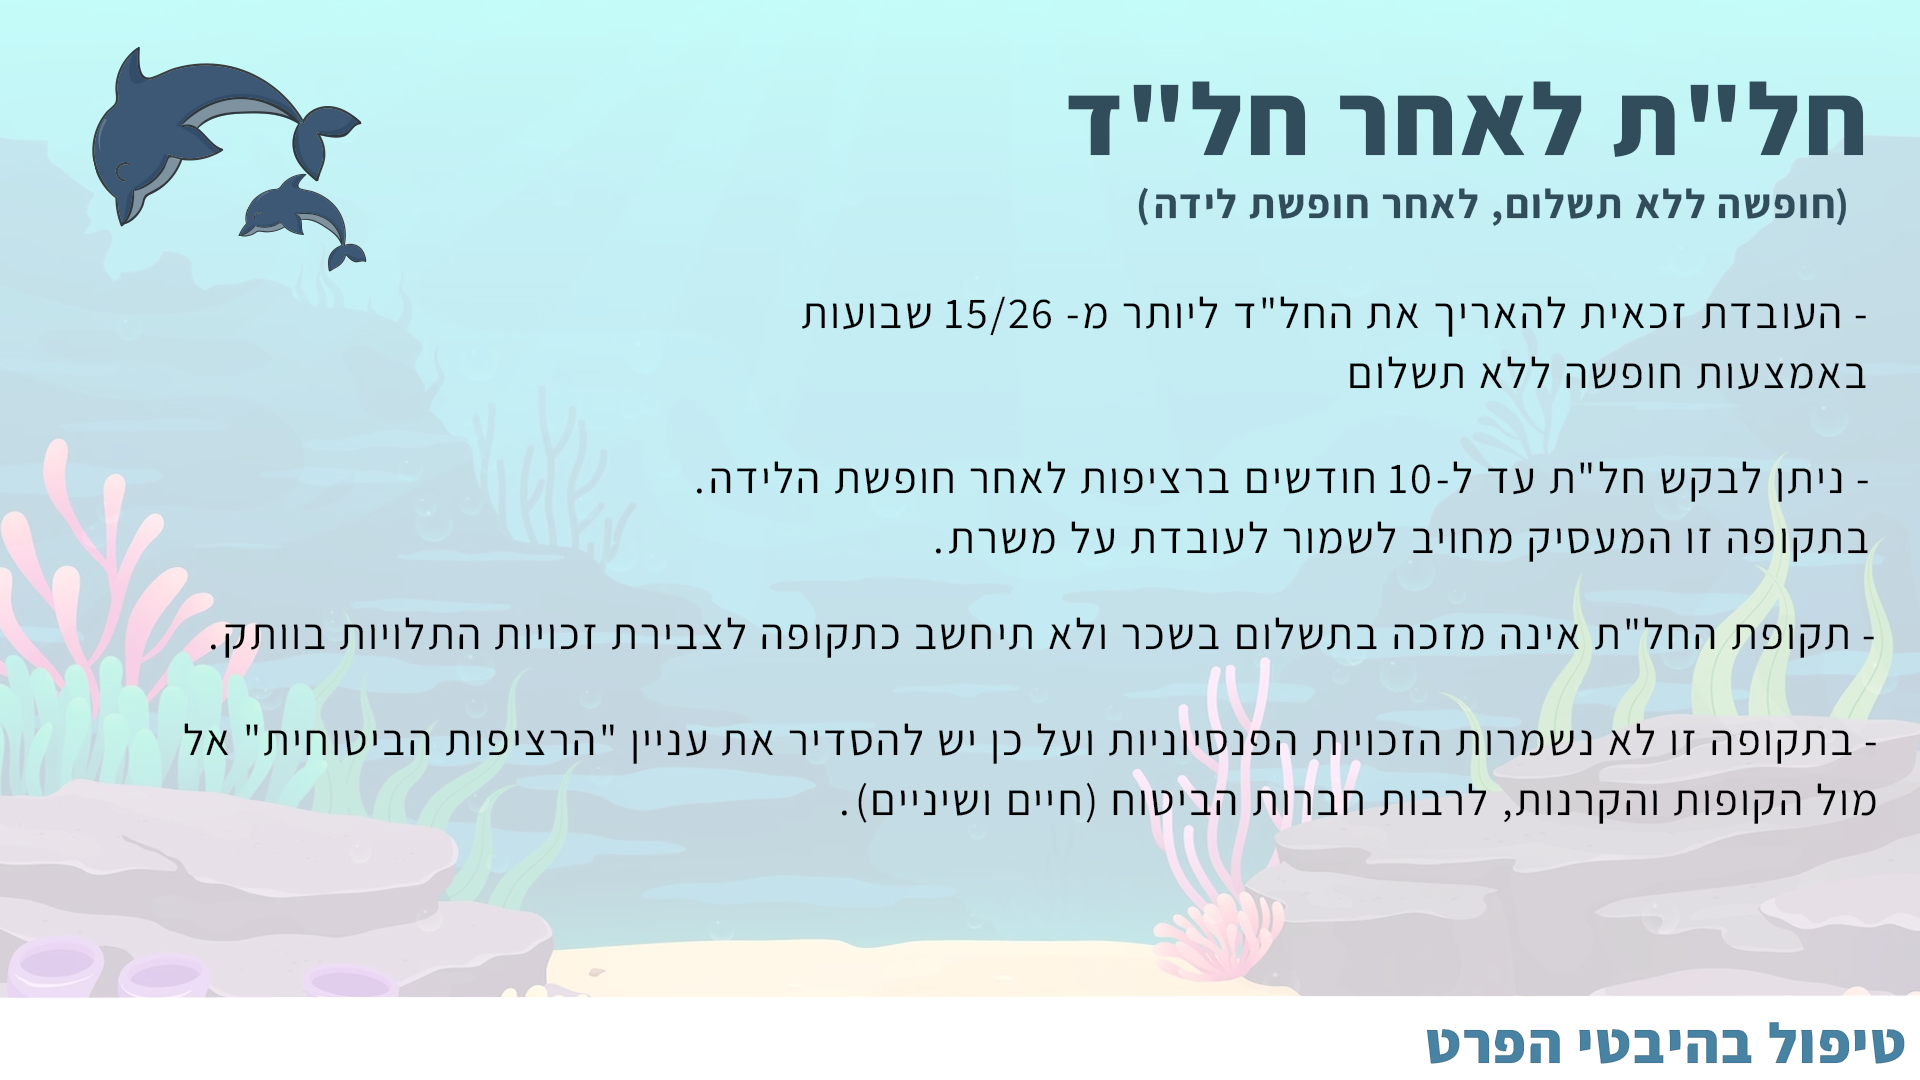 חל"ת לאחר חל"ד
(חופשה ללא תשלום, לאחר חופשת לידה)
- העובדת זכאית להאריך את החל"ד ליותר מ- 15/26 שבועות
באמצעות חופשה ללא תשלום
- ניתן לבקש חל"ת עד ל-10 חודשים ברציפות לאחר חופשת הלידה.
בתקופה זו המעסיק מחויב לשמור לעובדת על משרת.
- תקופת החל"ת אינה מזכה בתשלום בשכר ולא תיחשב כתקופה לצבירת זכויות התלויות בוותק.
- בתקופה זו לא נשמרות הזכויות הפנסיוניות ועל כן יש להסדיר את עניין "הרציפות הביטוחית" אל
מול הקופות והקרנות, לרבות חברות הביטוח (חיים ושיניים).
טיפול בהיבטי הפרט